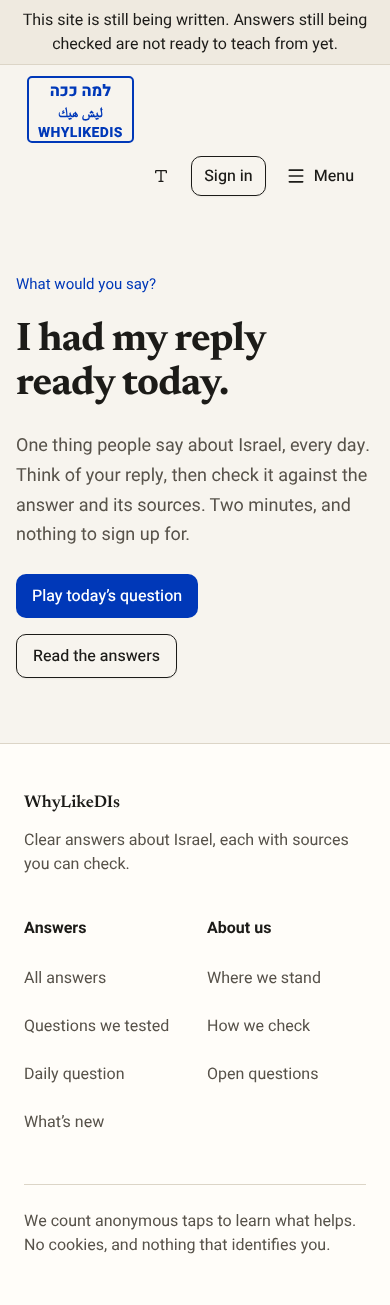 This site is still being written. Answers still being
checked are not ready to teach from yet.
למה ככה
ليش هيك
WHYLIKEDIS
T
Sign in
Menu
What would you say?
I had my reply
ready today.
One thing people say about Israel, every day.
Think of your reply, then check it against the
answer and its sources. Two minutes, and
nothing to sign up for.
Play today’s question
Read the answers
WhyLikeDIs
Clear answers about Israel, each with sources
you can check.
Answers
About us
All answers
Where we stand
Questions we tested
How we check
Daily question
Open questions
What’s new
We count anonymous taps to learn what helps.
No cookies, and nothing that identifies you.